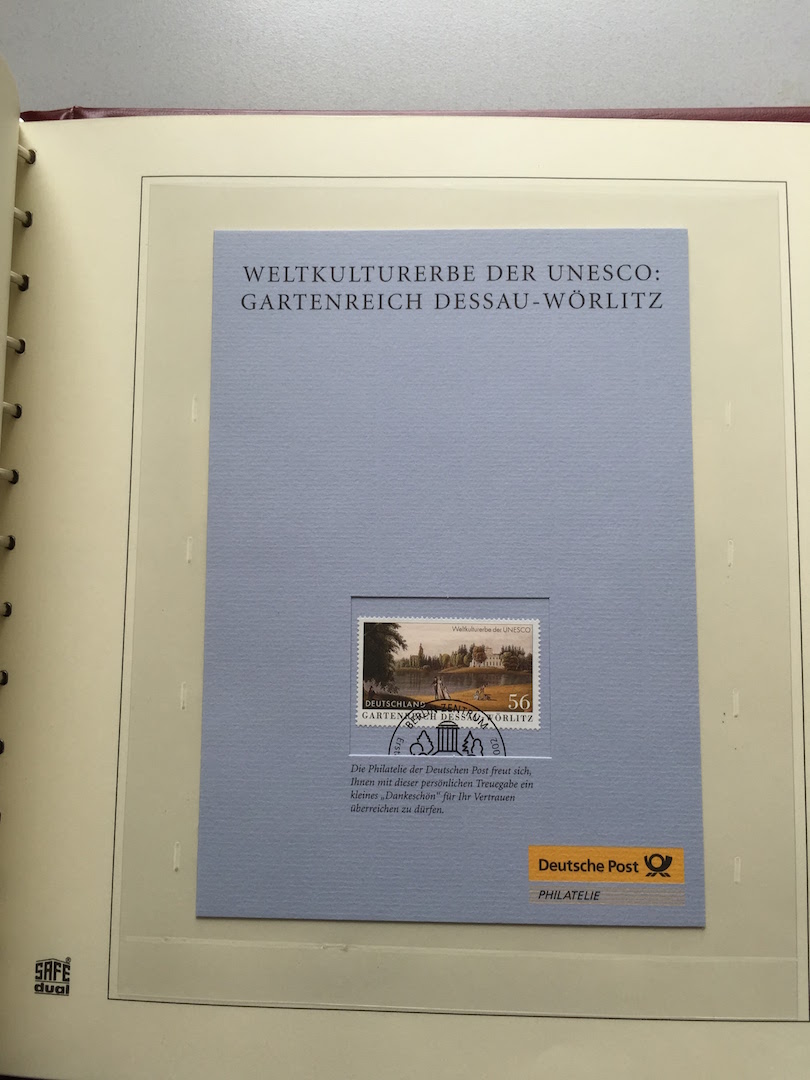 WELTKULTURERBE DER UNESCO:
GARTENREICH DESSAU-WÖRLITZ
Weltkulturerbe der UNESCO
DEUTSCHLAND
56
GARTENREICH DESSAU-WÖRLITZ
BERLIN ZENTRUM
Die Philatelie der Deutschen Post freut sich,
Ihnen mit dieser persönlichen Treuegabe ein
kleines „Dankeschön" für Ihr Vertrauen
überreichen zu dürfen.
Deutsche Post
PHILATELIE
SAFE®
dual